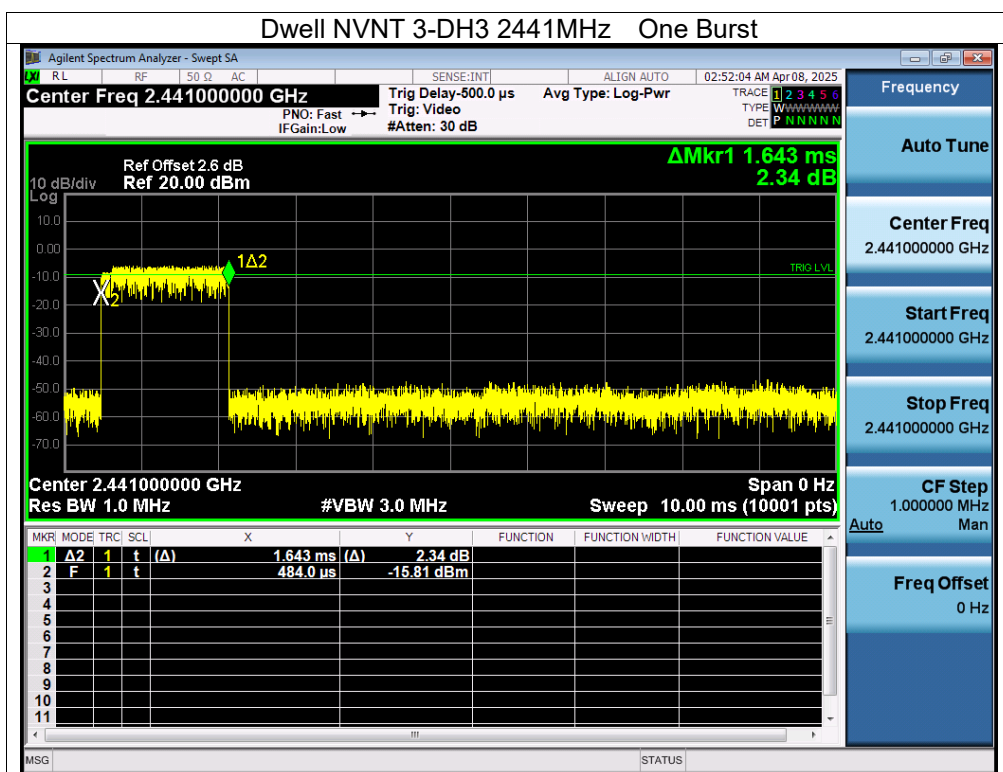 Dwell NVNT 3-DH3 2441MHz One Burst
Agilent Spectrum Analyzer - Swept SA
LXI RL RF 50 Ω AC SENSE:INT ALIGN AUTO 02:52:04 AM Apr 08, 2025
Center Freq 2.441000000 GHz Trig Delay-500.0 µs Avg Type: Log-Pwr TRACE 1 2 3 4 5 6
PNO: Fast Trig: Video TYPE WWWWWWW
IFGain:Low #Atten: 30 dB DET P N N N N N
ΔMkr1 1.643 ms
2.34 dB
Ref Offset 2.6 dB
10 dB/div Ref 20.00 dBm
Log
10.0
0.00
-10.0
-20.0
-30.0
-40.0
-50.0
-60.0
-70.0
1Δ2
2
TRIG LVL
Center 2.441000000 GHz Span 0 Hz
Res BW 1.0 MHz #VBW 3.0 MHz Sweep 10.00 ms (10001 pts)
MKR MODE TRC SCL X Y FUNCTION FUNCTION WIDTH FUNCTION VALUE
1 Δ2 1 t (Δ) 1.643 ms (Δ) 2.34 dB
2 F 1 t 484.0 µs -15.81 dBm
3
4
5
6
7
8
9
10
11
MSG STATUS
Frequency
Auto Tune
Center Freq
2.441000000 GHz
Start Freq
2.441000000 GHz
Stop Freq
2.441000000 GHz
CF Step
1.000000 MHz
Auto Man
Freq Offset
0 Hz